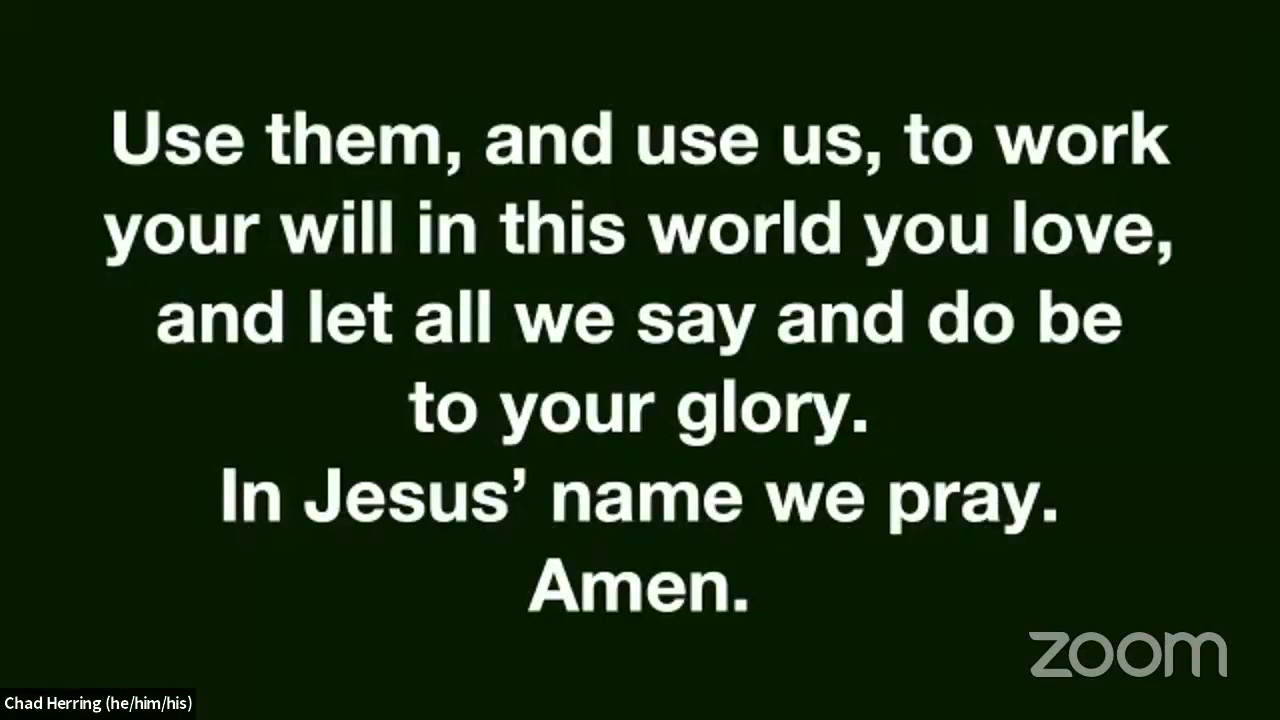 Use them, and use us, to work
your will in this world you love,
and let all we say and do be
to your glory.
In Jesus’ name we pray.
Amen.
zoom
Chad Herring (he/him/his)